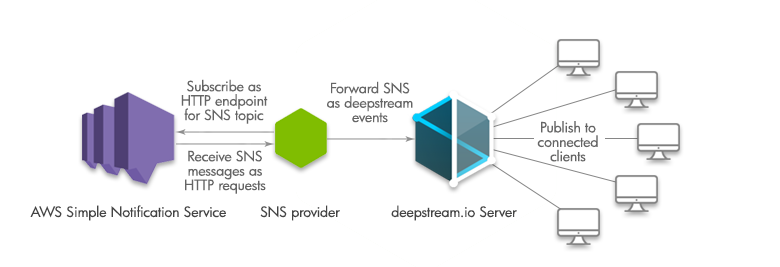 Subscribe as
HTTP endpoint
for SNS topic
Receive SNS
messages as
HTTP requests
Forward SNS
as deepstream
events
Publish to
connected
clients
AWS Simple Notification Service
SNS provider
deepstream.io Server